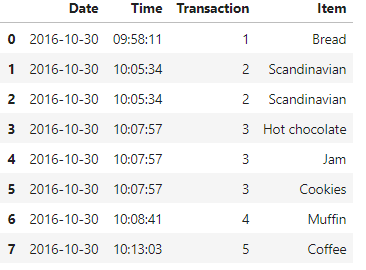 Date Time Transaction Item
0 2016-10-30 09:58:11 1 Bread
1 2016-10-30 10:05:34 2 Scandinavian
2 2016-10-30 10:05:34 2 Scandinavian
3 2016-10-30 10:07:57 3 Hot chocolate
4 2016-10-30 10:07:57 3 Jam
5 2016-10-30 10:07:57 3 Cookies
6 2016-10-30 10:08:41 4 Muffin
7 2016-10-30 10:13:03 5 Coffee